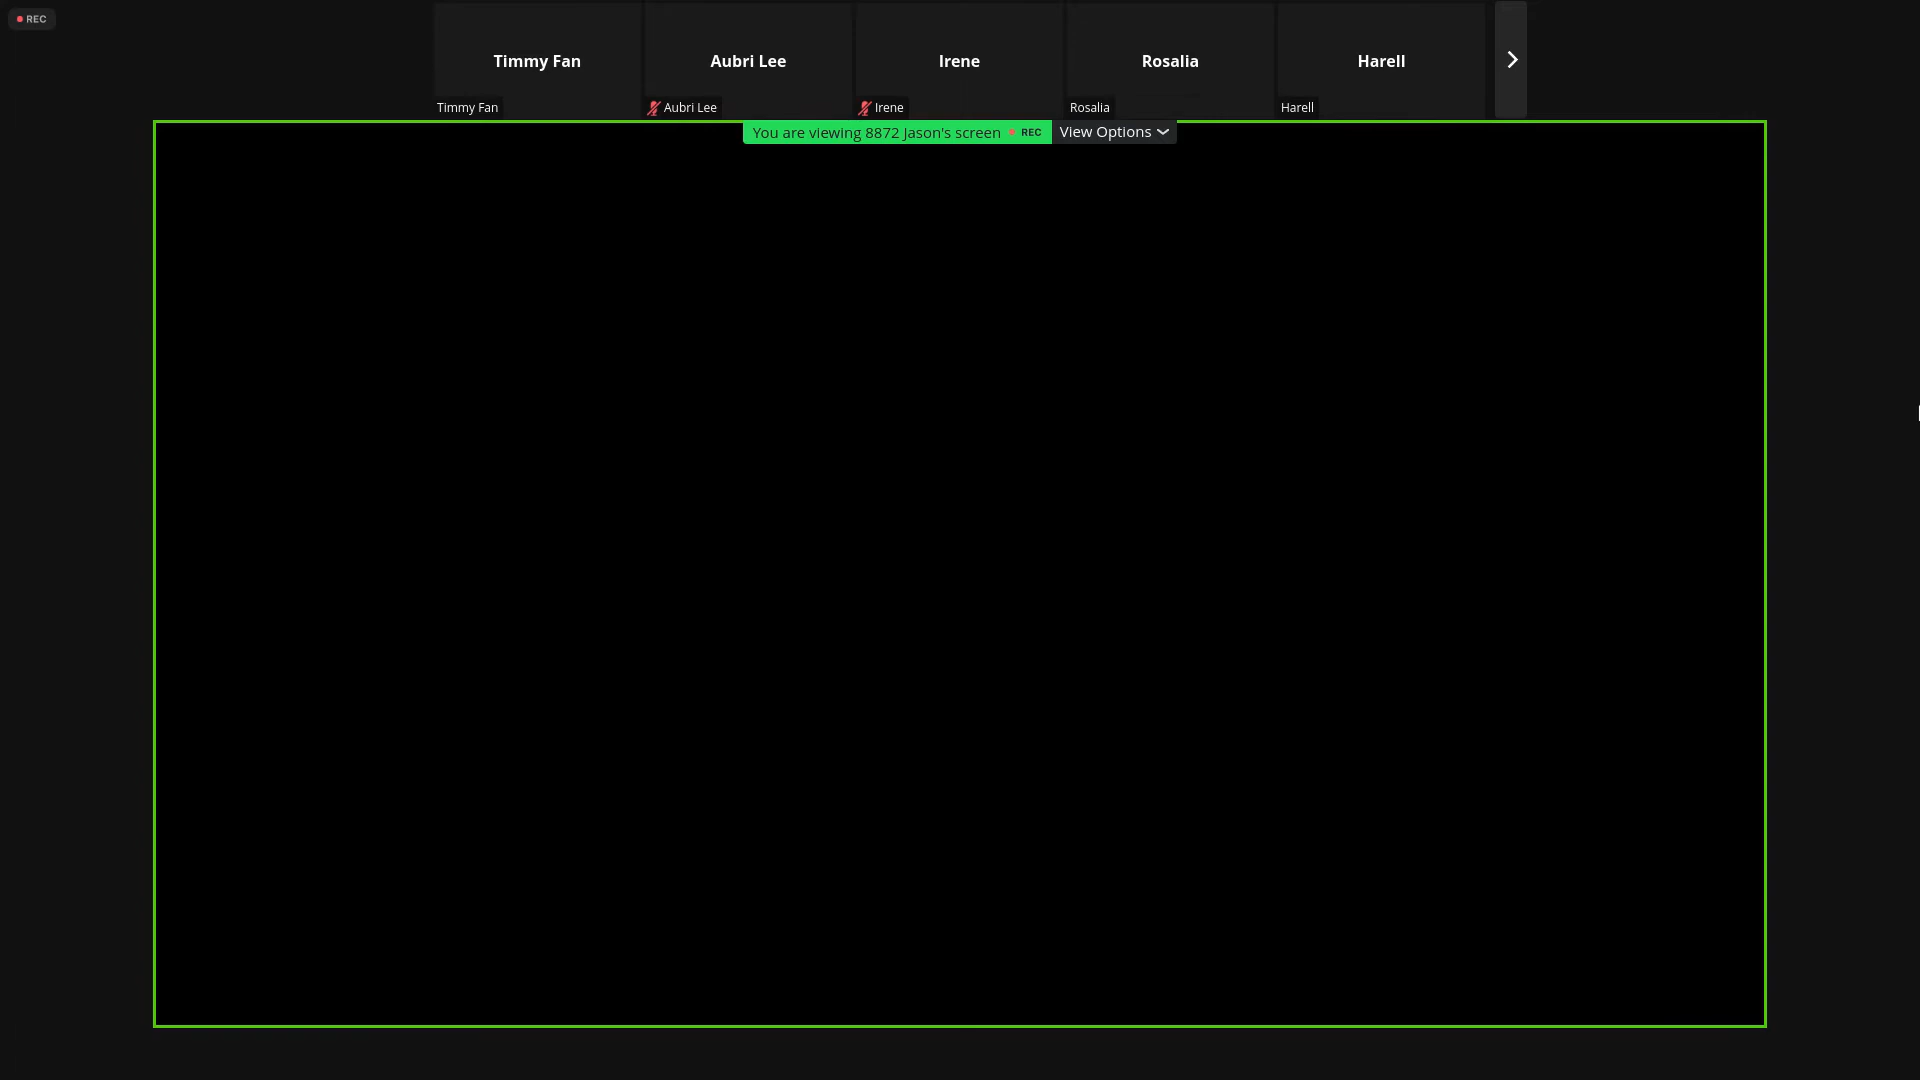 REC
Timmy Fan
Aubri Lee
Irene
Rosalia
Harell
Timmy Fan
Aubri Lee
Irene
Rosalia
Harell
You are viewing 8872 Jason's screen REC View Options